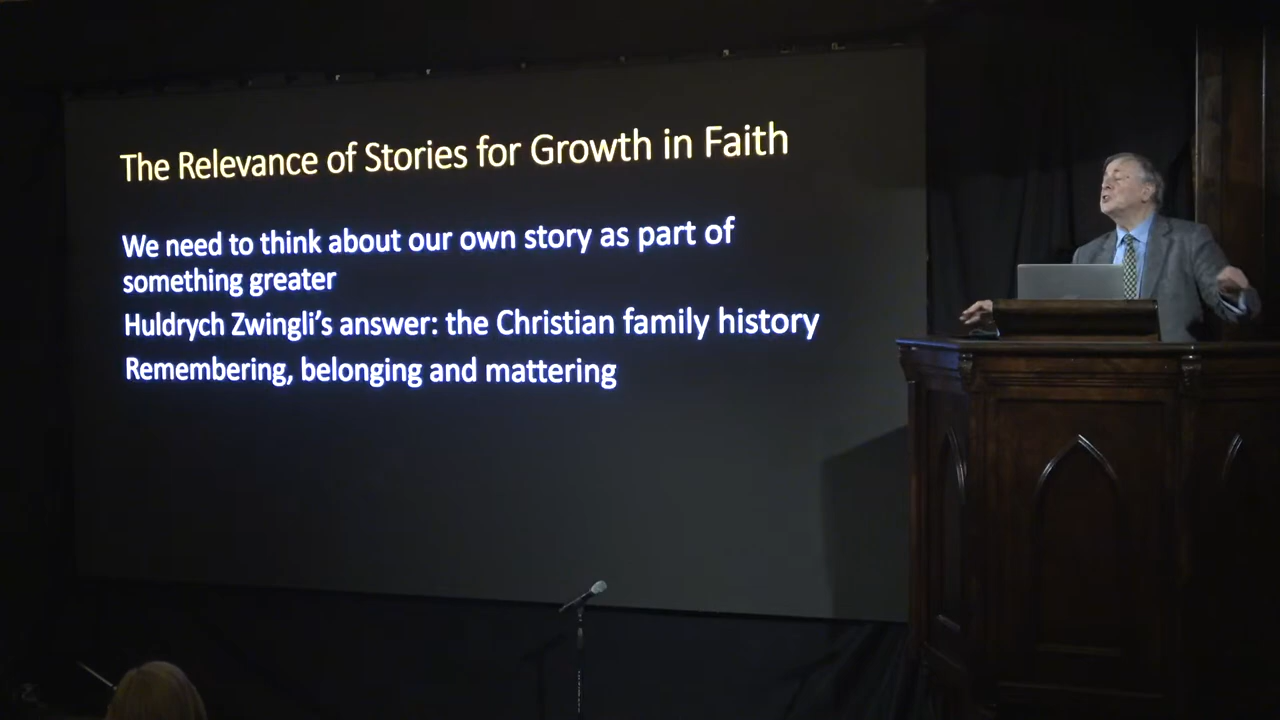 The Relevance of Stories for Growth in Faith
We need to think about our own story as part of
something greater
Huldrych Zwingli’s answer: the Christian family history
Remembering, belonging and mattering